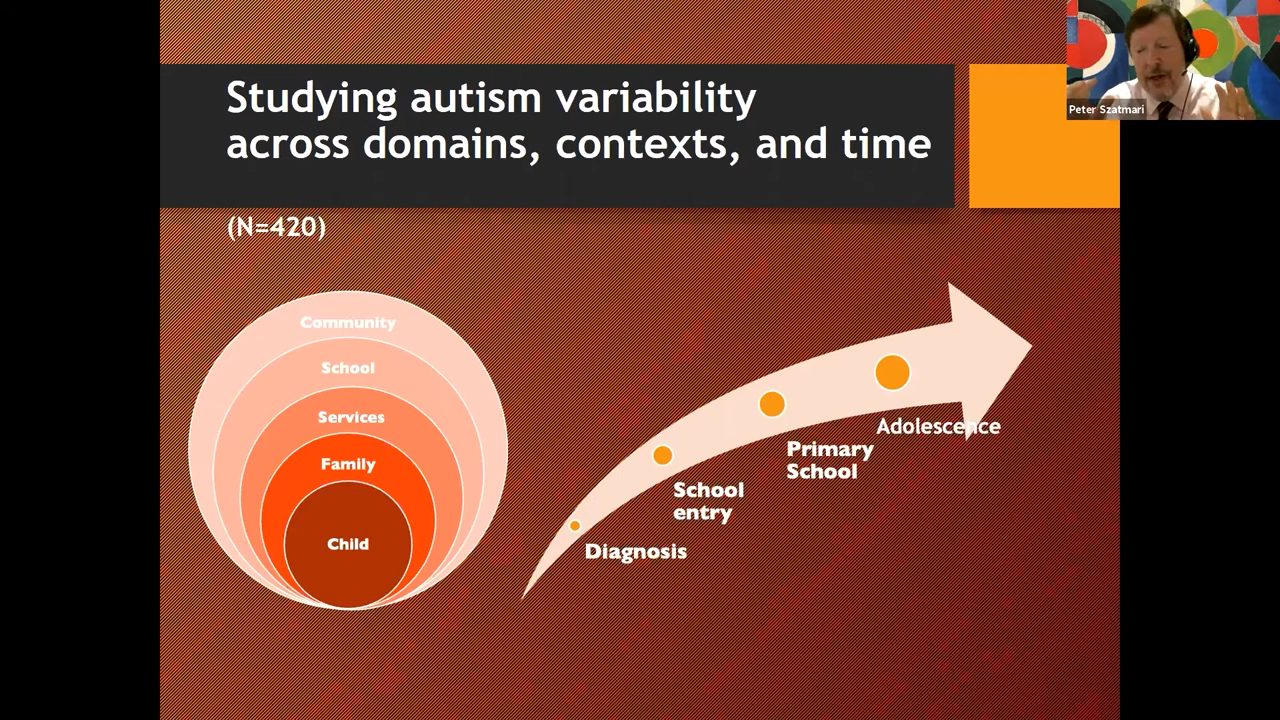 Studying autism variability
across domains, contexts, and time
(N=420)
Peter Szatmari
Community
School
Services
Family
Child
Diagnosis
School
entry
Primary
School
Adolescence